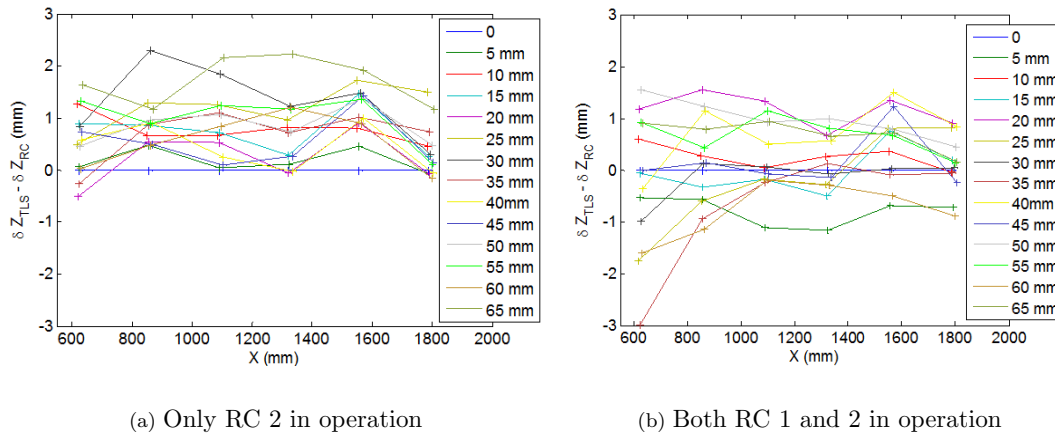 3
2
1
0
-1
-2
-3
600 800 1000 1200 1400 1600 1800 2000
X (mm)
δ Z_TLS - δ Z_RC (mm)
0
5 mm
10 mm
15 mm
20 mm
25 mm
30 mm
35 mm
40mm
45 mm
50 mm
55 mm
60 mm
65 mm
(a) Only RC 2 in operation
3
2
1
0
-1
-2
-3
600 800 1000 1200 1400 1600 1800 2000
X (mm)
δ Z_TLS - δ Z_RC (mm)
0
5 mm
10 mm
15 mm
20 mm
25 mm
30 mm
35 mm
40mm
45 mm
50 mm
55 mm
60 mm
65 mm
(b) Both RC 1 and 2 in operation